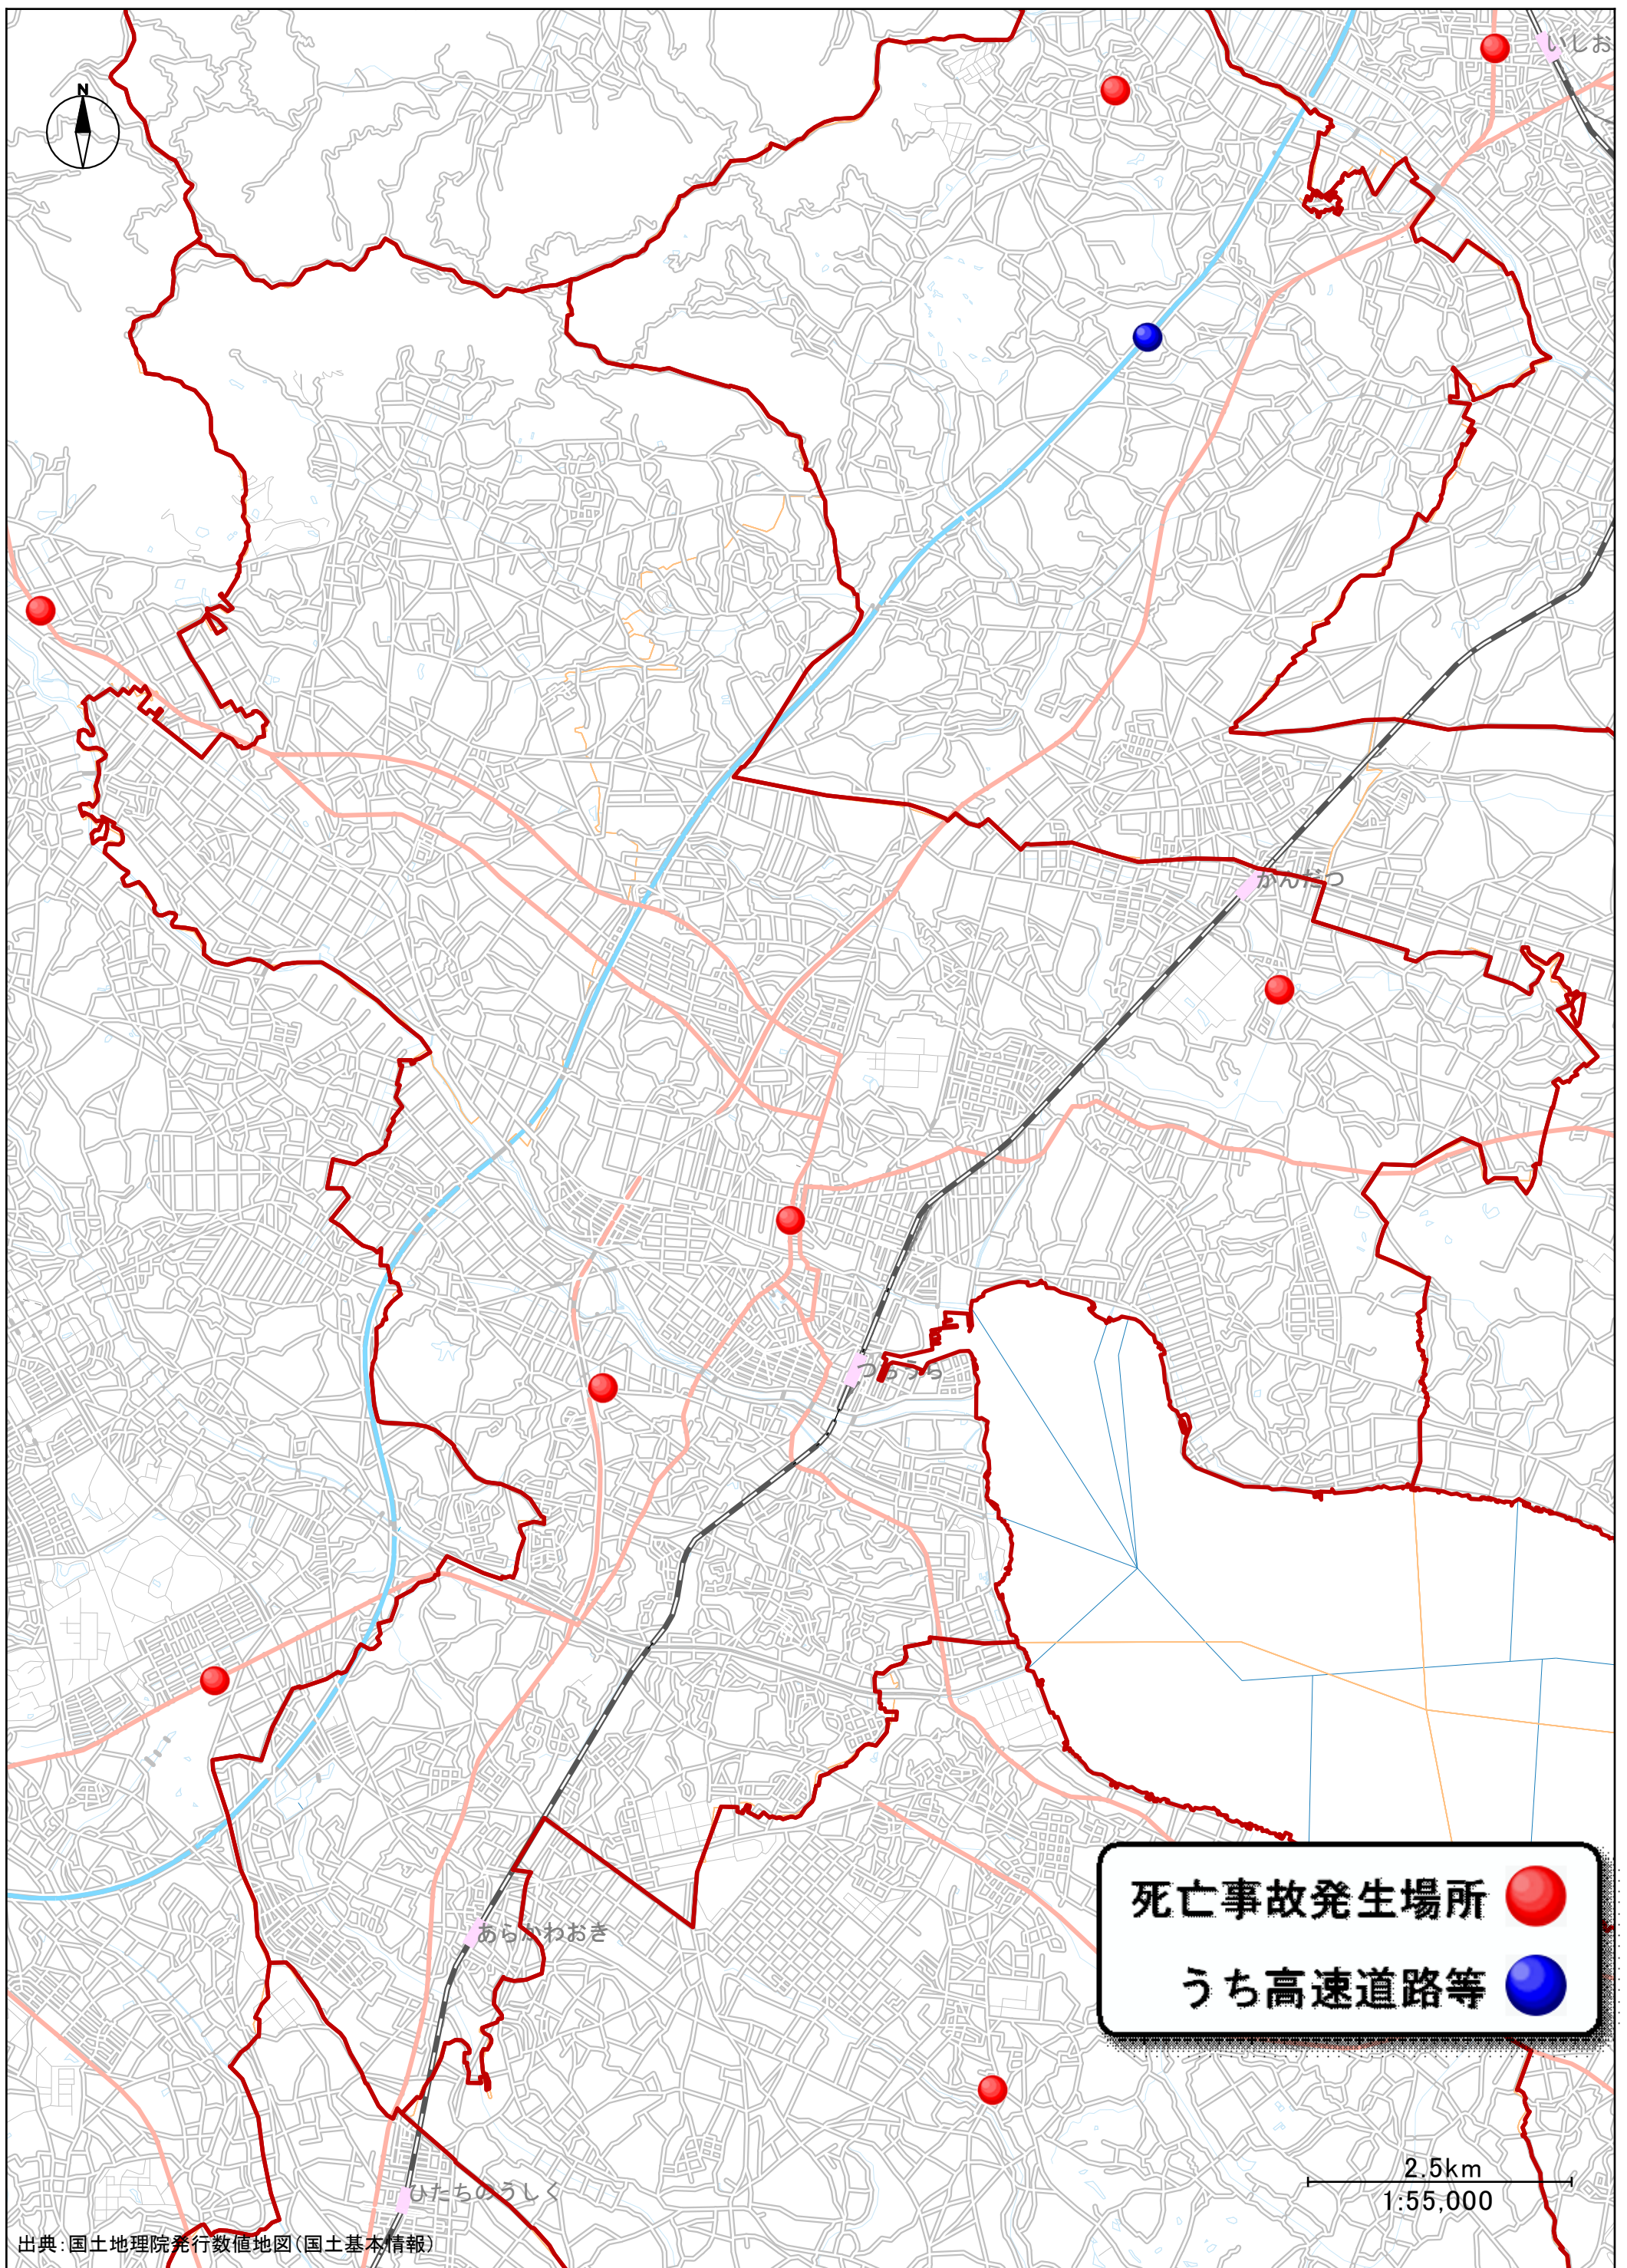 N
いしお
かんだつ
つちうら
死亡事故発生場所
うち高速道路等
あらかわおき
2.5km
1:55,000
ひたちのうしく
出典:国土地理院発行数値地図(国土基本情報)